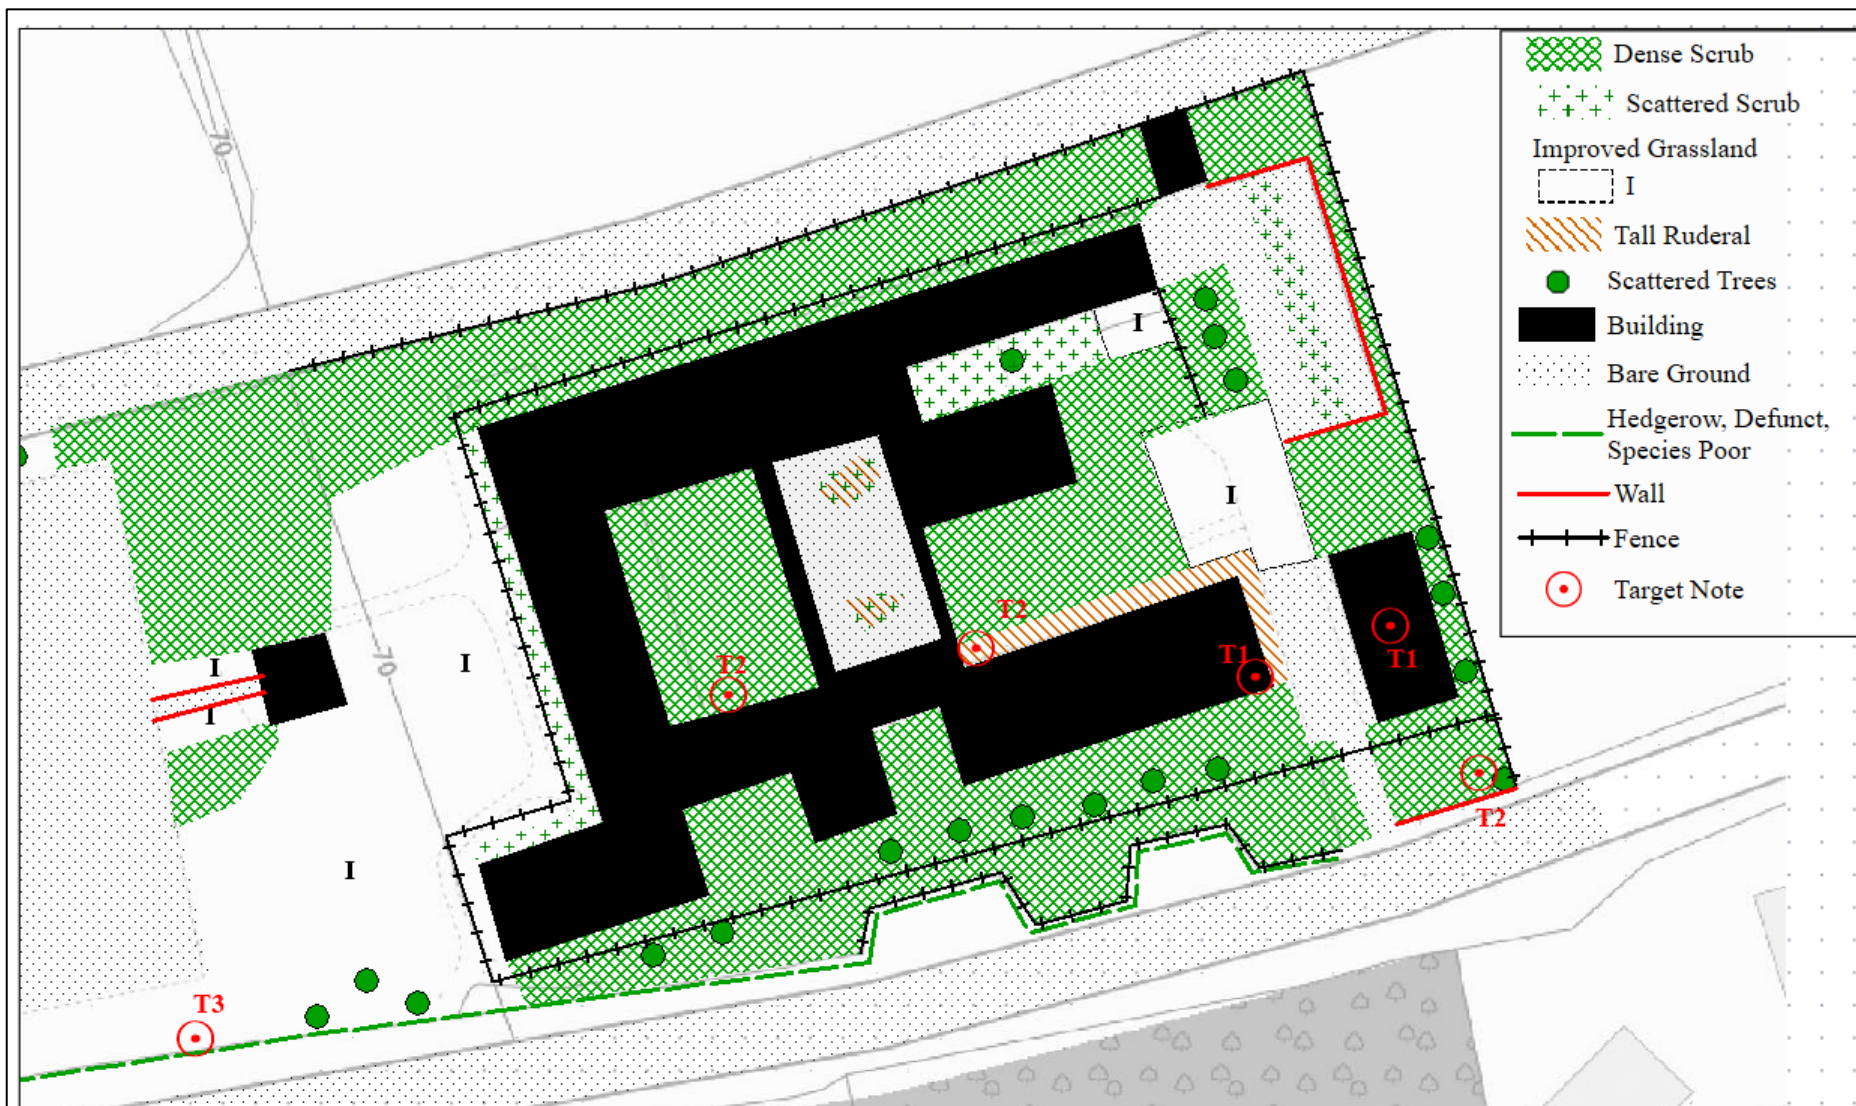 Dense Scrub
Scattered Scrub
Improved Grassland
I
Tall Ruderal
Scattered Trees
Building
Bare Ground
Hedgerow, Defunct,
Species Poor
Wall
Fence
Target Note
70
I
I
T2
T2
T1
T1
I
I
I
70
T2
I
T3